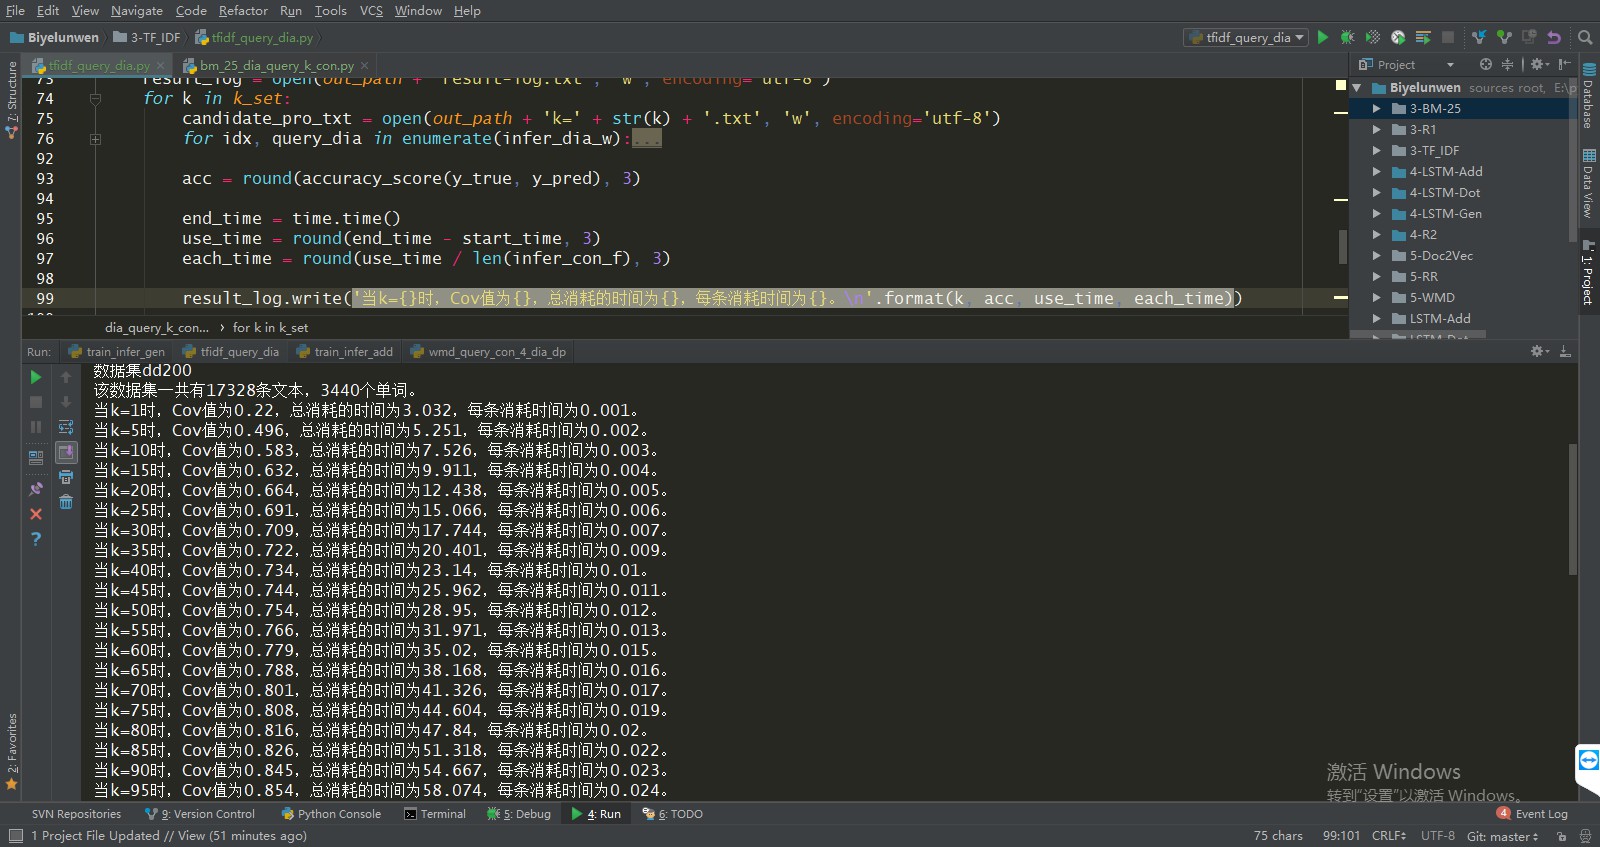 File Edit View Navigate Code Refactor Run Tools VCS Window Help
Biyelunwen 3-TF_IDF tfidf_query_dia.py tfidf_query_dia
tfidf_query_dia.py bm_25_dia_query_k_con.py
73 result_log = open(out_path + 'result-log.txt', 'w', encoding='utf-8')
74 for k in k_set:
75 candidate_pro_txt = open(out_path + 'k=' + str(k) + '.txt', 'w', encoding='utf-8')
76 for idx, query_dia in enumerate(infer_dia_w):...
92
93 acc = round(accuracy_score(y_true, y_pred), 3)
94
95 end_time = time.time()
96 use_time = round(end_time - start_time, 3)
97 each_time = round(use_time / len(infer_con_f), 3)
98
99 result_log.write('当k={}时，Cov值为{}，总消耗的时间为{}，每条消耗时间为{}。\n'.format(k, acc, use_time, each_time))
dia_query_k_con... › for k in k_set
Project
Biyelunwen sources root, E:\p
3-BM-25
3-R1
3-TF_IDF
4-LSTM-Add
4-LSTM-Dot
4-LSTM-Gen
4-R2
5-Doc2Vec
5-RR
5-WMD
LSTM-Add
LSTM-Dot
7: Structure
2: Favorites
Database
Data View
1: Project
Run: train_infer_gen tfidf_query_dia train_infer_add wmd_query_con_4_dia_dp
数据集dd200
该数据集一共有17328条文本，3440个单词。
当k=1时，Cov值为0.22，总消耗的时间为3.032，每条消耗时间为0.001。
当k=5时，Cov值为0.496，总消耗的时间为5.251，每条消耗时间为0.002。
当k=10时，Cov值为0.583，总消耗的时间为7.526，每条消耗时间为0.003。
当k=15时，Cov值为0.632，总消耗的时间为9.911，每条消耗时间为0.004。
当k=20时，Cov值为0.664，总消耗的时间为12.438，每条消耗时间为0.005。
当k=25时，Cov值为0.691，总消耗的时间为15.066，每条消耗时间为0.006。
当k=30时，Cov值为0.709，总消耗的时间为17.744，每条消耗时间为0.007。
当k=35时，Cov值为0.722，总消耗的时间为20.401，每条消耗时间为0.009。
当k=40时，Cov值为0.734，总消耗的时间为23.14，每条消耗时间为0.01。
当k=45时，Cov值为0.744，总消耗的时间为25.962，每条消耗时间为0.011。
当k=50时，Cov值为0.754，总消耗的时间为28.95，每条消耗时间为0.012。
当k=55时，Cov值为0.766，总消耗的时间为31.971，每条消耗时间为0.013。
当k=60时，Cov值为0.779，总消耗的时间为35.02，每条消耗时间为0.015。
当k=65时，Cov值为0.788，总消耗的时间为38.168，每条消耗时间为0.016。
当k=70时，Cov值为0.801，总消耗的时间为41.326，每条消耗时间为0.017。
当k=75时，Cov值为0.808，总消耗的时间为44.604，每条消耗时间为0.019。
当k=80时，Cov值为0.816，总消耗的时间为47.84，每条消耗时间为0.02。
当k=85时，Cov值为0.826，总消耗的时间为51.318，每条消耗时间为0.022。
当k=90时，Cov值为0.845，总消耗的时间为54.667，每条消耗时间为0.023。
当k=95时，Cov值为0.854，总消耗的时间为58.074，每条消耗时间为0.024。
激活 Windows
转到"设置"以激活 Windows。
SVN Repositories 9: Version Control Python Console Terminal 5: Debug 4: Run 6: TODO 4 Event Log
1 Project File Updated // View (51 minutes ago) 75 chars 99:101 CRLF UTF-8 Git: master